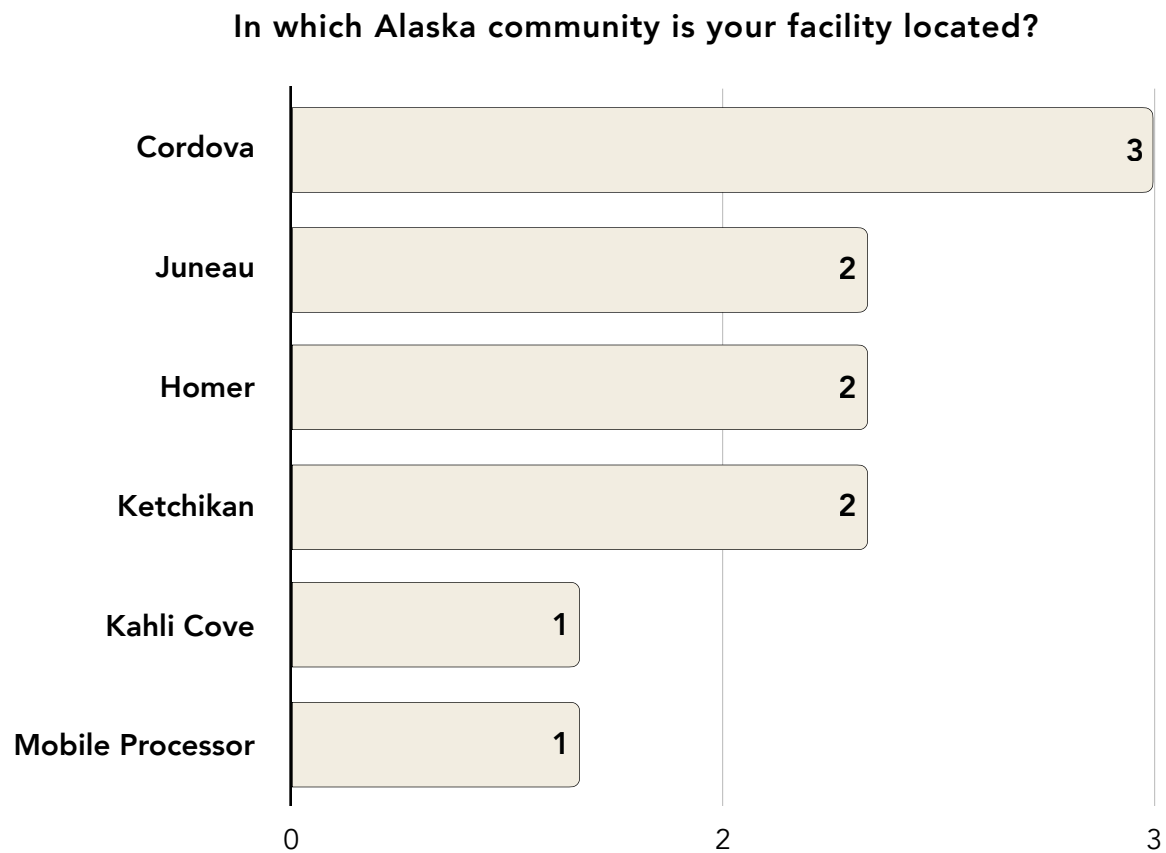 In which Alaska community is your facility located?
Cordova 3
Juneau 2
Homer 2
Ketchikan 2
Kahli Cove 1
Mobile Processor 1
0 2 3